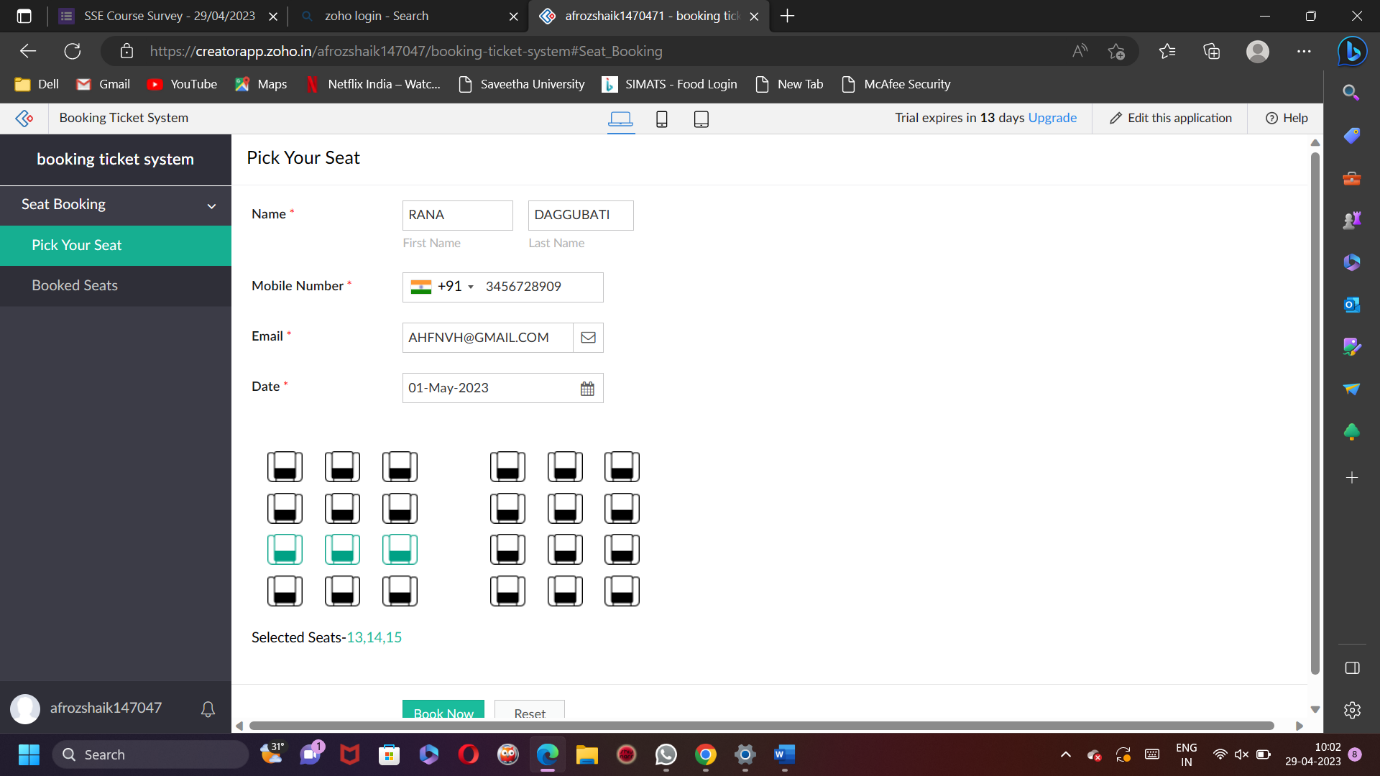 SSE Course Survey - 29/04/2023
zoho login - Search
afrozshaik1470471 - booking tic
https://creatorapp.zoho.in/afrozshaik147047/booking-ticket-system#Seat_Booking
Dell Gmail YouTube Maps Netflix India – Watc... Saveetha University SIMATS - Food Login New Tab McAfee Security
Booking Ticket System
Trial expires in 13 days Upgrade
Edit this application
Help
booking ticket system
Seat Booking
Pick Your Seat
Booked Seats
afrozshaik147047
Pick Your Seat
Name * RANA DAGGUBATI
First Name Last Name
Mobile Number * +91 3456728909
Email * AHFNVH@GMAIL.COM
Date * 01-May-2023
Selected Seats-13,14,15
Book Now Reset
31°
1
Search
ENG
IN
10:02
29-04-2023
8